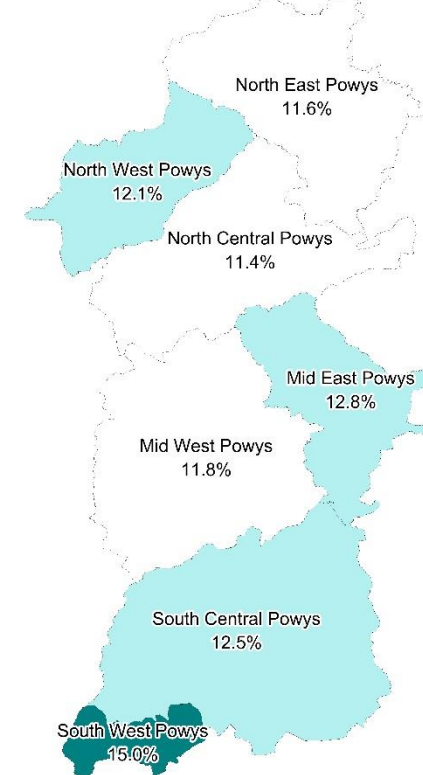 North East Powys
11.6%
North West Powys
12.1%
North Central Powys
11.4%
Mid East Powys
12.8%
Mid West Powys
11.8%
South Central Powys
12.5%
South West Powys
15.0%